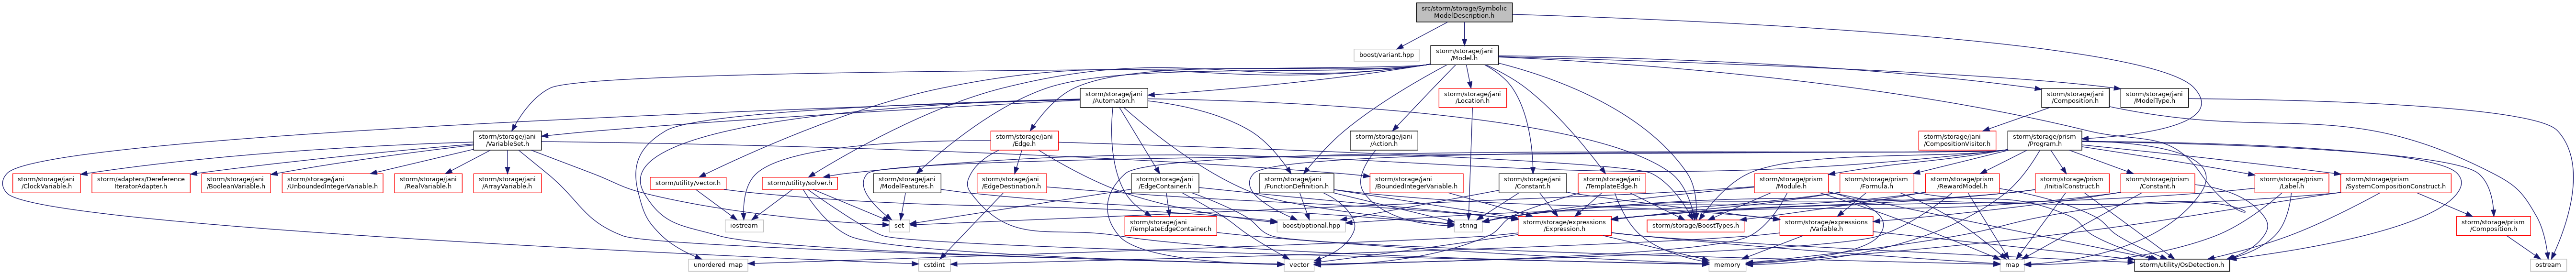 src/storm/storage/Symbolic
ModelDescription.h
boost/variant.hpp
storm/storage/jani
/Model.h
storm/storage/jani
/Automaton.h
storm/storage/jani
/Location.h
storm/storage/jani
/Composition.h
storm/storage/jani
/ModelType.h
storm/storage/jani
/VariableSet.h
storm/storage/jani
/Edge.h
storm/storage/jani
/Action.h
storm/storage/jani
/CompositionVisitor.h
storm/storage/prism
/Program.h
storm/storage/jani
/ClockVariable.h
storm/adapters/Dereference
IteratorAdapter.h
storm/storage/jani
/BooleanVariable.h
storm/storage/jani
/UnboundedIntegerVariable.h
storm/storage/jani
/RealVariable.h
storm/storage/jani
/ArrayVariable.h
storm/utility/vector.h
storm/utility/solver.h
storm/storage/jani
/ModelFeatures.h
storm/storage/jani
/EdgeDestination.h
storm/storage/jani
/EdgeContainer.h
storm/storage/jani
/FunctionDefinition.h
storm/storage/jani
/BoundedIntegerVariable.h
storm/storage/jani
/Constant.h
storm/storage/jani
/TemplateEdge.h
storm/storage/prism
/Module.h
storm/storage/prism
/Formula.h
storm/storage/prism
/RewardModel.h
storm/storage/prism
/InitialConstruct.h
storm/storage/prism
/Constant.h
storm/storage/prism
/Label.h
storm/storage/prism
/SystemCompositionConstruct.h
iostream
set
storm/storage/jani
/TemplateEdgeContainer.h
boost/optional.hpp
string
storm/storage/expressions
/Expression.h
storm/storage/BoostTypes.h
storm/storage/expressions
/Variable.h
storm/storage/prism
/Composition.h
unordered_map
cstdint
vector
memory
map
storm/utility/OsDetection.h
ostream